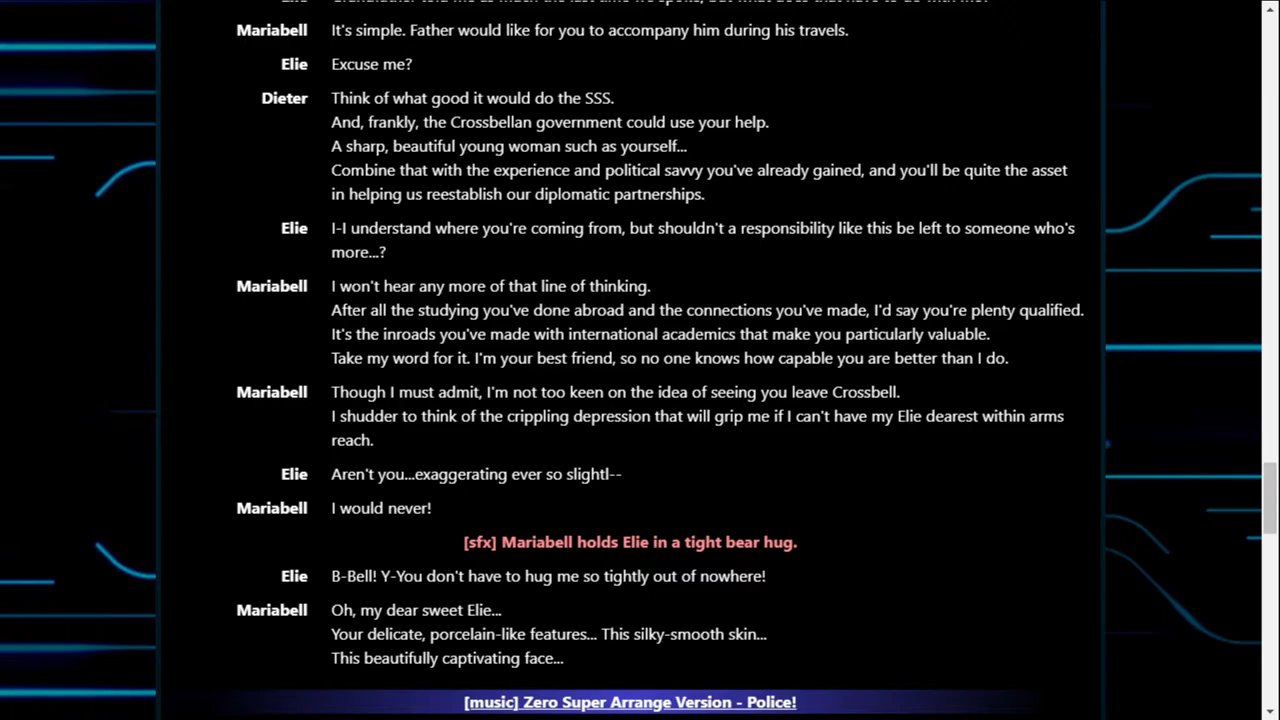 Mariabell It's simple. Father would like for you to accompany him during his travels.
Elie Excuse me?
Dieter Think of what good it would do the SSS.
And, frankly, the Crossbellan government could use your help.
A sharp, beautiful young woman such as yourself...
Combine that with the experience and political savvy you've already gained, and you'll be quite the asset
in helping us reestablish our diplomatic partnerships.
Elie I-I understand where you're coming from, but shouldn't a responsibility like this be left to someone who's
more...?
Mariabell I won't hear any more of that line of thinking.
After all the studying you've done abroad and the connections you've made, I'd say you're plenty qualified.
It's the inroads you've made with international academics that make you particularly valuable.
Take my word for it. I'm your best friend, so no one knows how capable you are better than I do.
Mariabell Though I must admit, I'm not too keen on the idea of seeing you leave Crossbell.
I shudder to think of the crippling depression that will grip me if I can't have my Elie dearest within arms
reach.
Elie Aren't you...exaggerating ever so slightl--
Mariabell I would never!
[sfx] Mariabell holds Elie in a tight bear hug.
Elie B-Bell! Y-You don't have to hug me so tightly out of nowhere!
Mariabell Oh, my dear sweet Elie...
Your delicate, porcelain-like features... This silky-smooth skin...
This beautifully captivating face...
[music] Zero Super Arrange Version - Police!